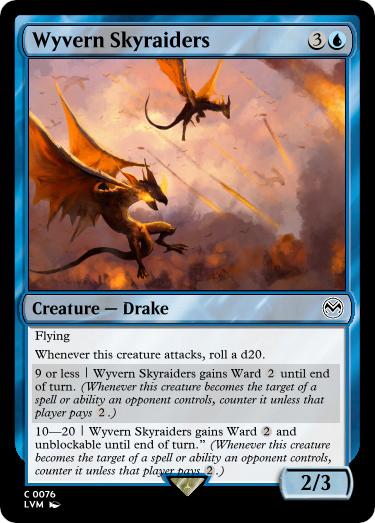 Wyvern Skyraiders 3
Creature — Drake
Flying
Whenever this creature attacks, roll a d20.
9 or less | Wyvern Skyraiders gains Ward 2 until end
of turn. (Whenever this creature becomes the target of a
spell or ability an opponent controls, counter it unless that
player pays 2.)
10—20 | Wyvern Skyraiders gains Ward 2 and
unblockable until end of turn.” (Whenever this creature
becomes the target of a spell or ability an opponent controls,
counter it unless that player pays 2.)
2/3
C 0076
LVM